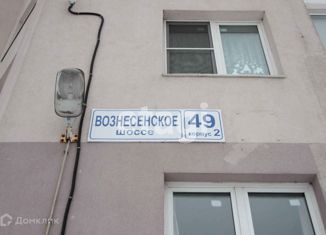 ВОЗНЕСЕНСКОЕ
шоссе
49
корпус 2
Домклик